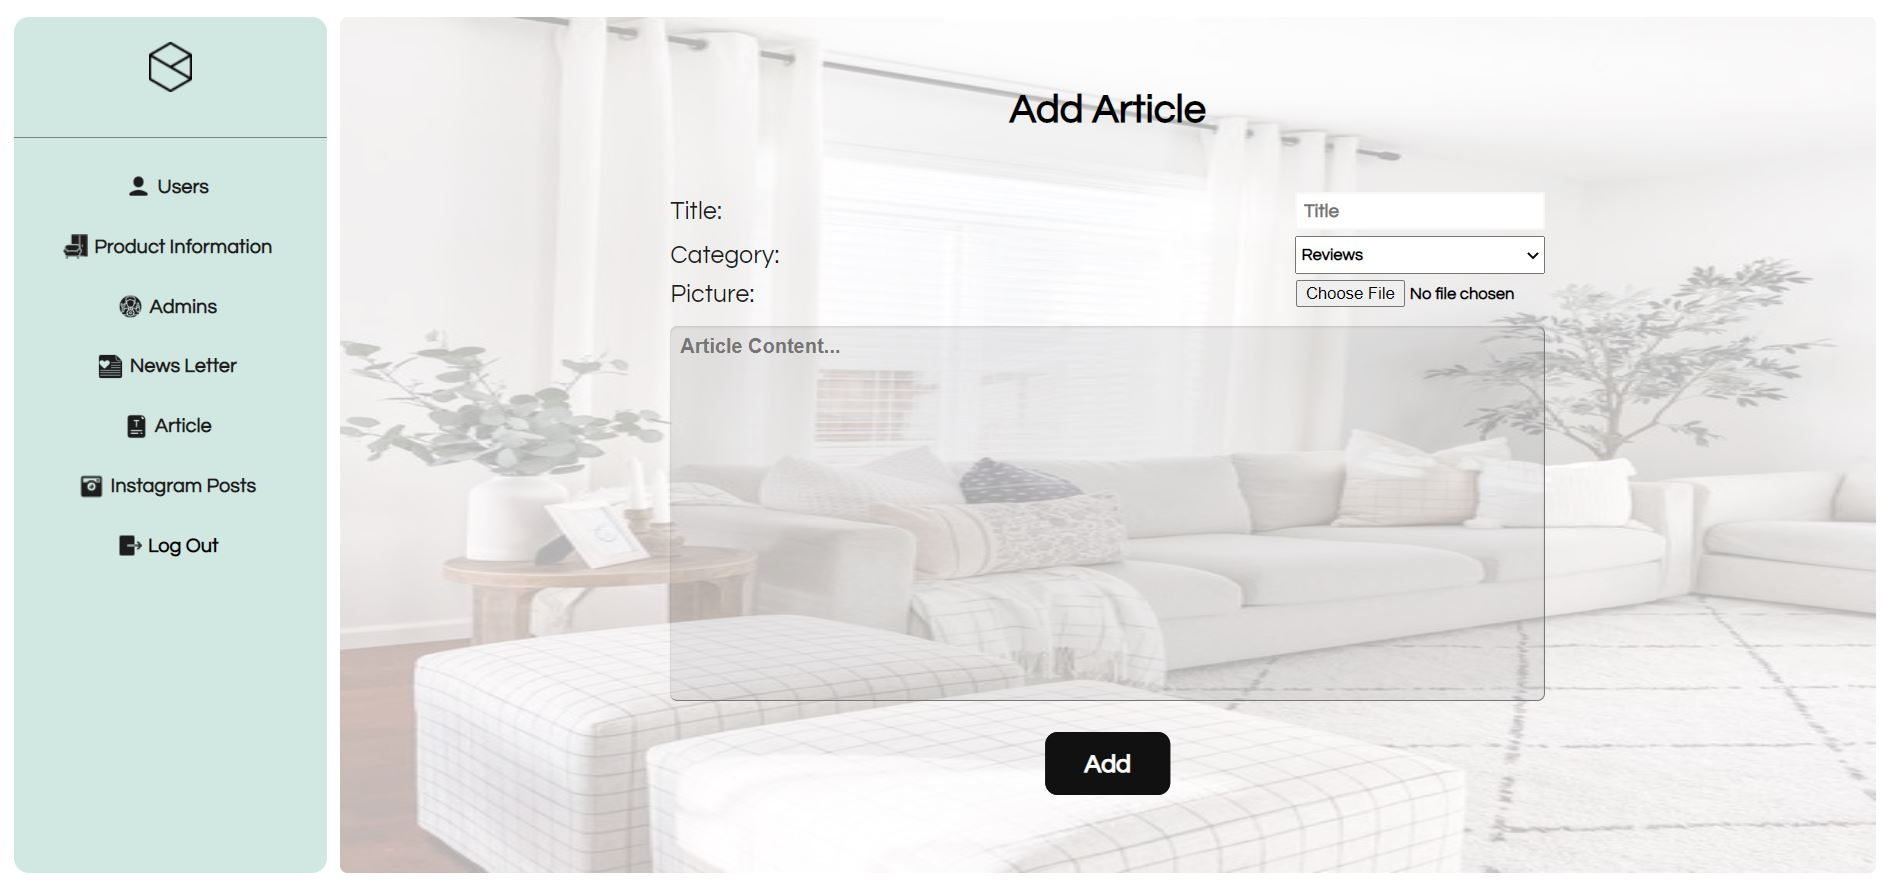 Users
Product Information
Admins
News Letter
Article
Instagram Posts
Log Out
Add Article
Title:
Title
Category:
Reviews
Picture:
Choose File No file chosen
Article Content...
Add